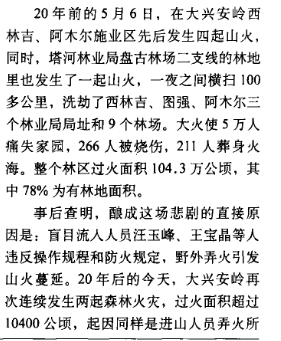 20年前的5月6日，在大兴安岭西
林吉、阿木尔施业区先后发生四起山火，
同时，塔河林业局盘古林场二支线的林地
里也发生了一起山火，一夜之间横扫100
多公里，洗劫了西林吉、图强、阿木尔三
个林业局局址和9个林场。大火使5万人
痛失家园，266人被烧伤，211人葬身火
海。整个林区过火面积104.3万公顷，其
中78%为有林地面积。
事后查明，酿成这场悲剧的直接原
因是：盲目流入人员汪玉峰、王宝晶等人
违反操作规程和防火规定，野外弄火引发
山火蔓延。20年后的今天，大兴安岭再
次连续发生两起森林火灾，过火面积超过
10400公顷，起因同样是进山人员弄火所